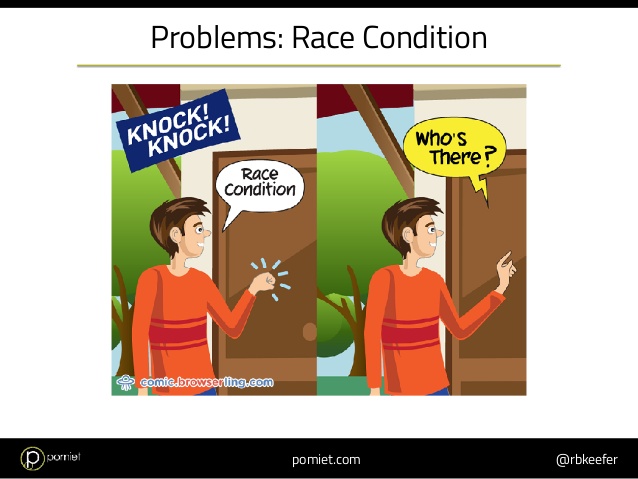 Problems: Race Condition
KNOCK!
KNOCK!
Race
Condition
comic.browserling.com
Who's
There?
pomiet
pomiet.com
@rbkeefer